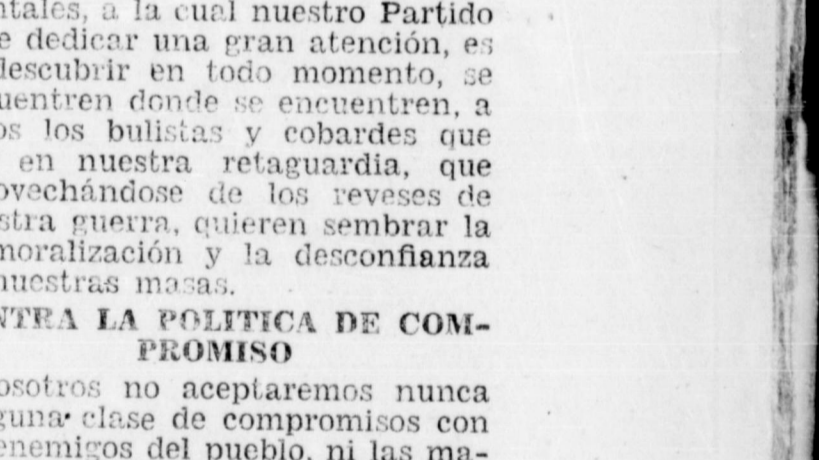 ntales, a la cual nuestro Partido
e dedicar una gran atención, es
descubrir en todo momento, se
uentren donde se encuentren, a
os los bulistas y cobardes que
en nuestra retaguardia, que
ovechándose de los reveses de
stra guerra, quieren sembrar la
moralización y la desconfianza
nuestras masas.
NTRA LA POLITICA DE COM-
PROMISO
osotros no aceptaremos nunca
guna clase de compromisos con
enemigos del pueblo, ni las ma-